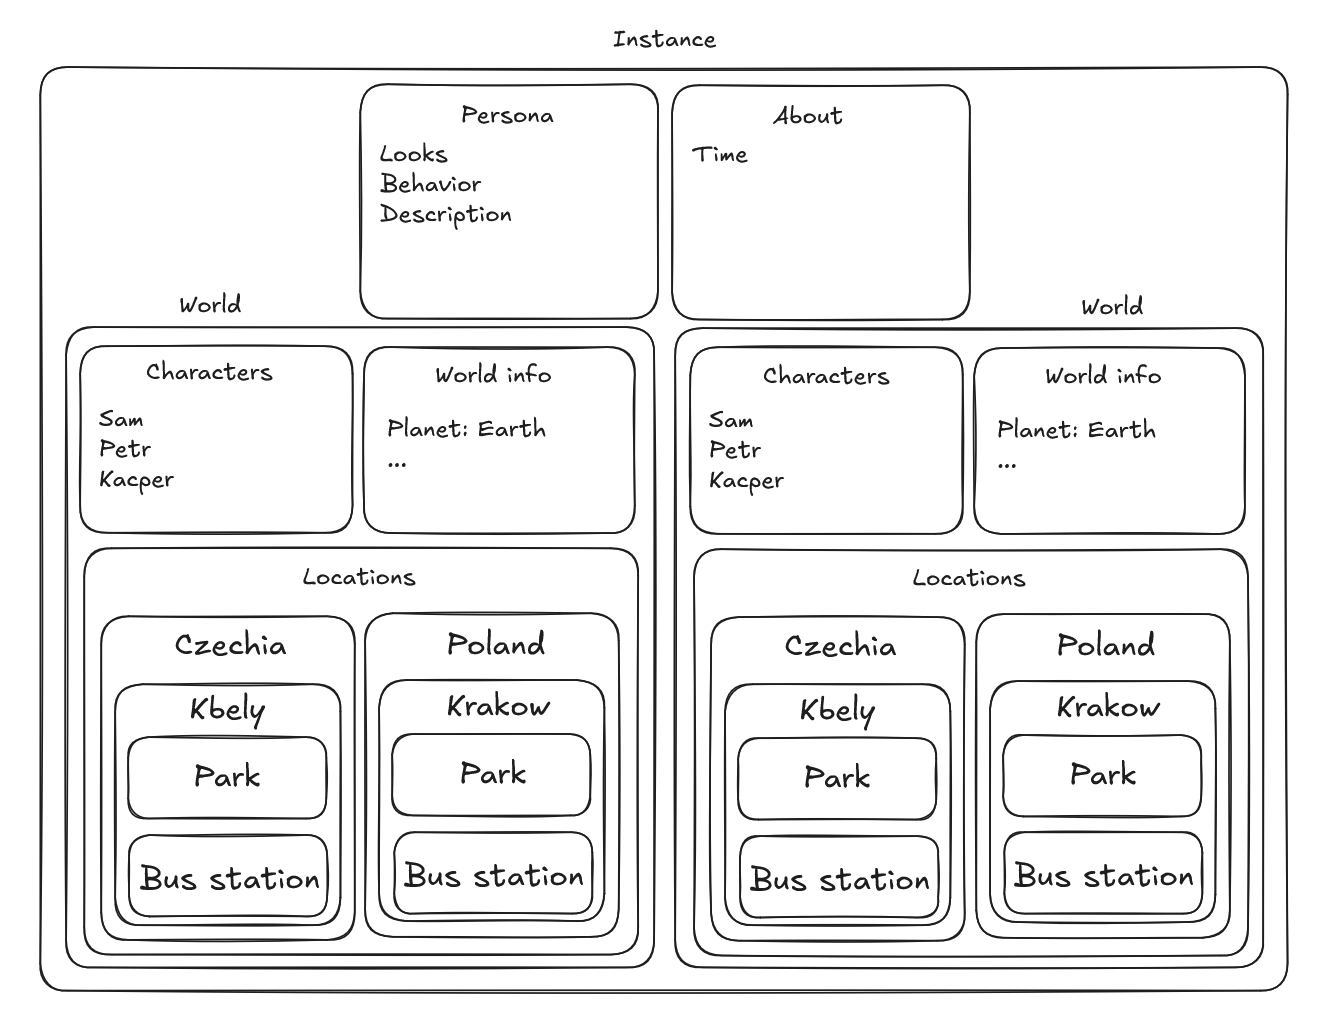 Instance
Persona
Looks
Behavior
Description
About
Time
World
Characters
Sam
Petr
Kacper
World info
Planet: Earth
...
Locations
Czechia
Kbely
Park
Bus station
Poland
Krakow
Park
Bus station
World
Characters
Sam
Petr
Kacper
World info
Planet: Earth
...
Locations
Czechia
Kbely
Park
Bus station
Poland
Krakow
Park
Bus station